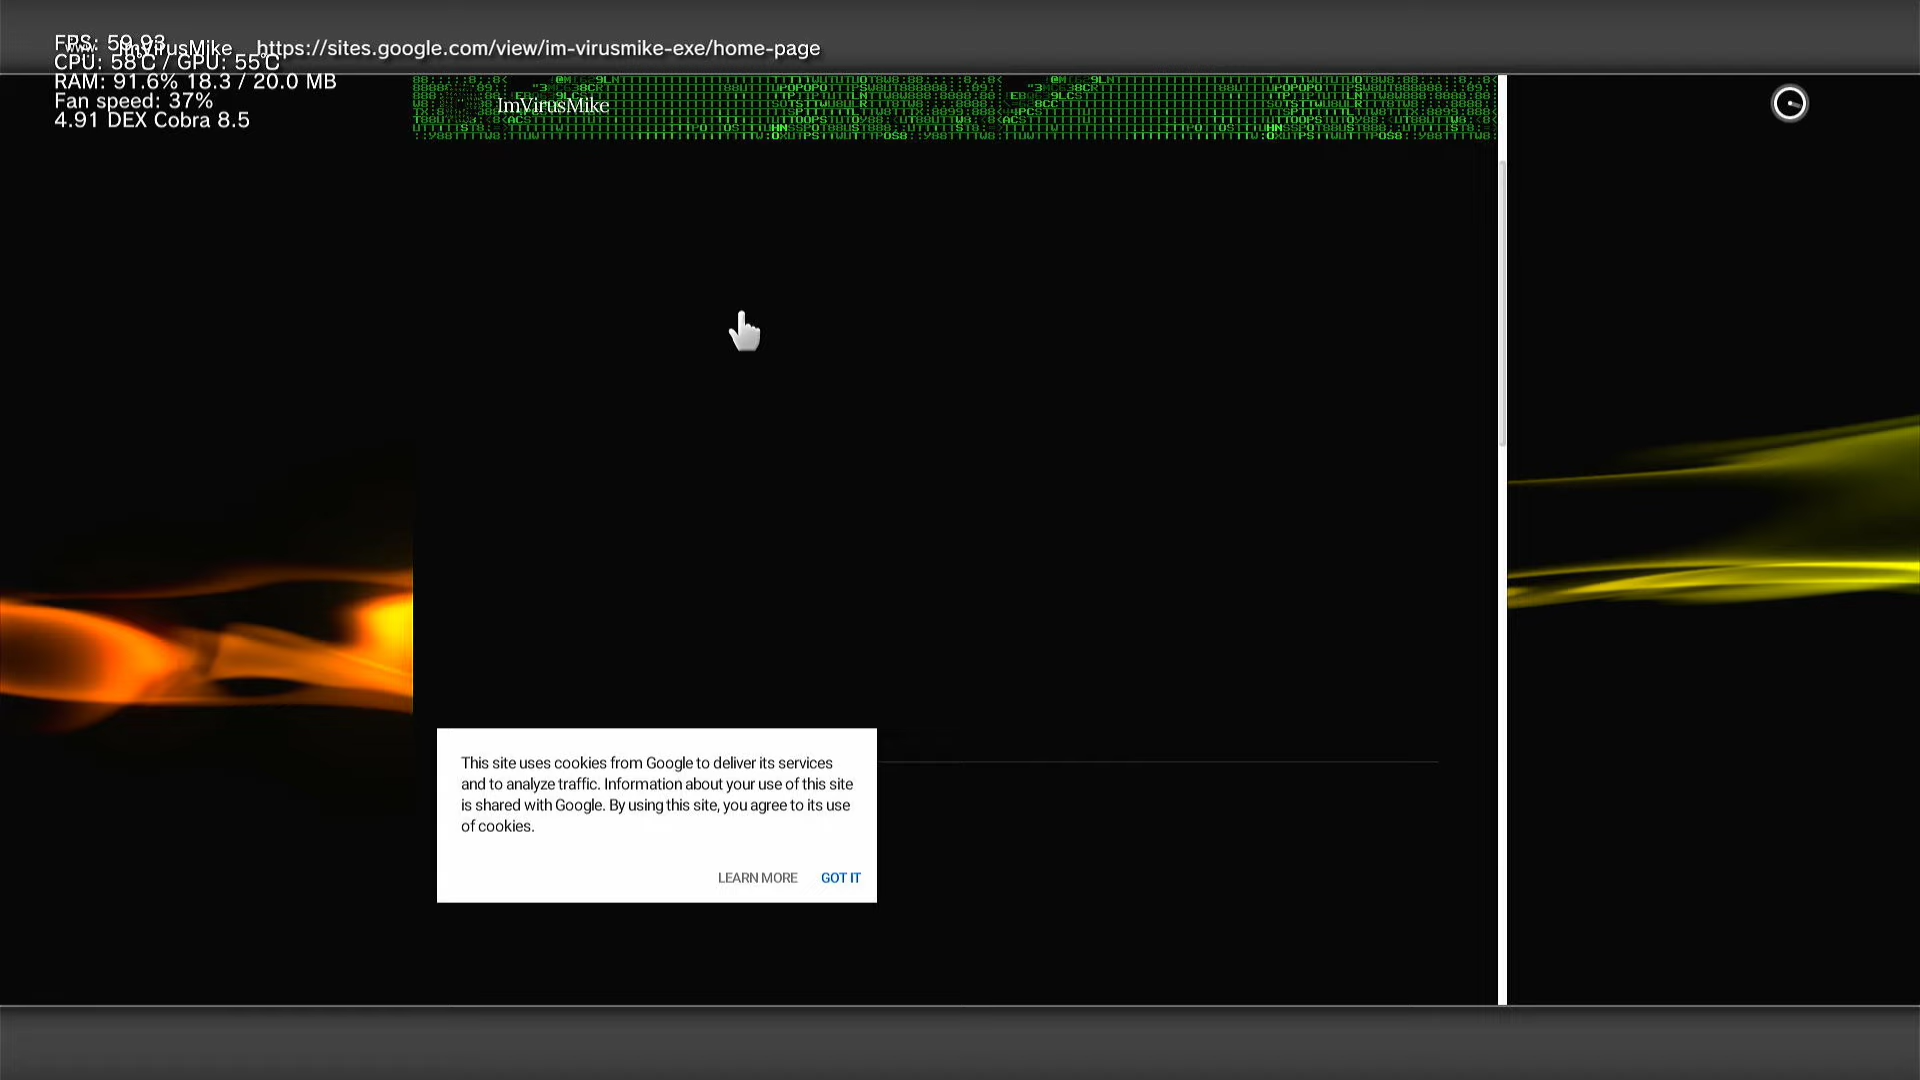 FPS: 59.93
ImVirusMike https://sites.google.com/view/im-virusmike-exe/home-page
CPU: 58°C / GPU: 55°C
RAM: 91.6% 18.3 / 20.0 MB
Fan speed: 37%
4.91 DEX Cobra 8.5
ImVirusMike
This site uses cookies from Google to deliver its services
and to analyze traffic. Information about your use of this site
is shared with Google. By using this site, you agree to its use
of cookies.
LEARN MORE GOT IT